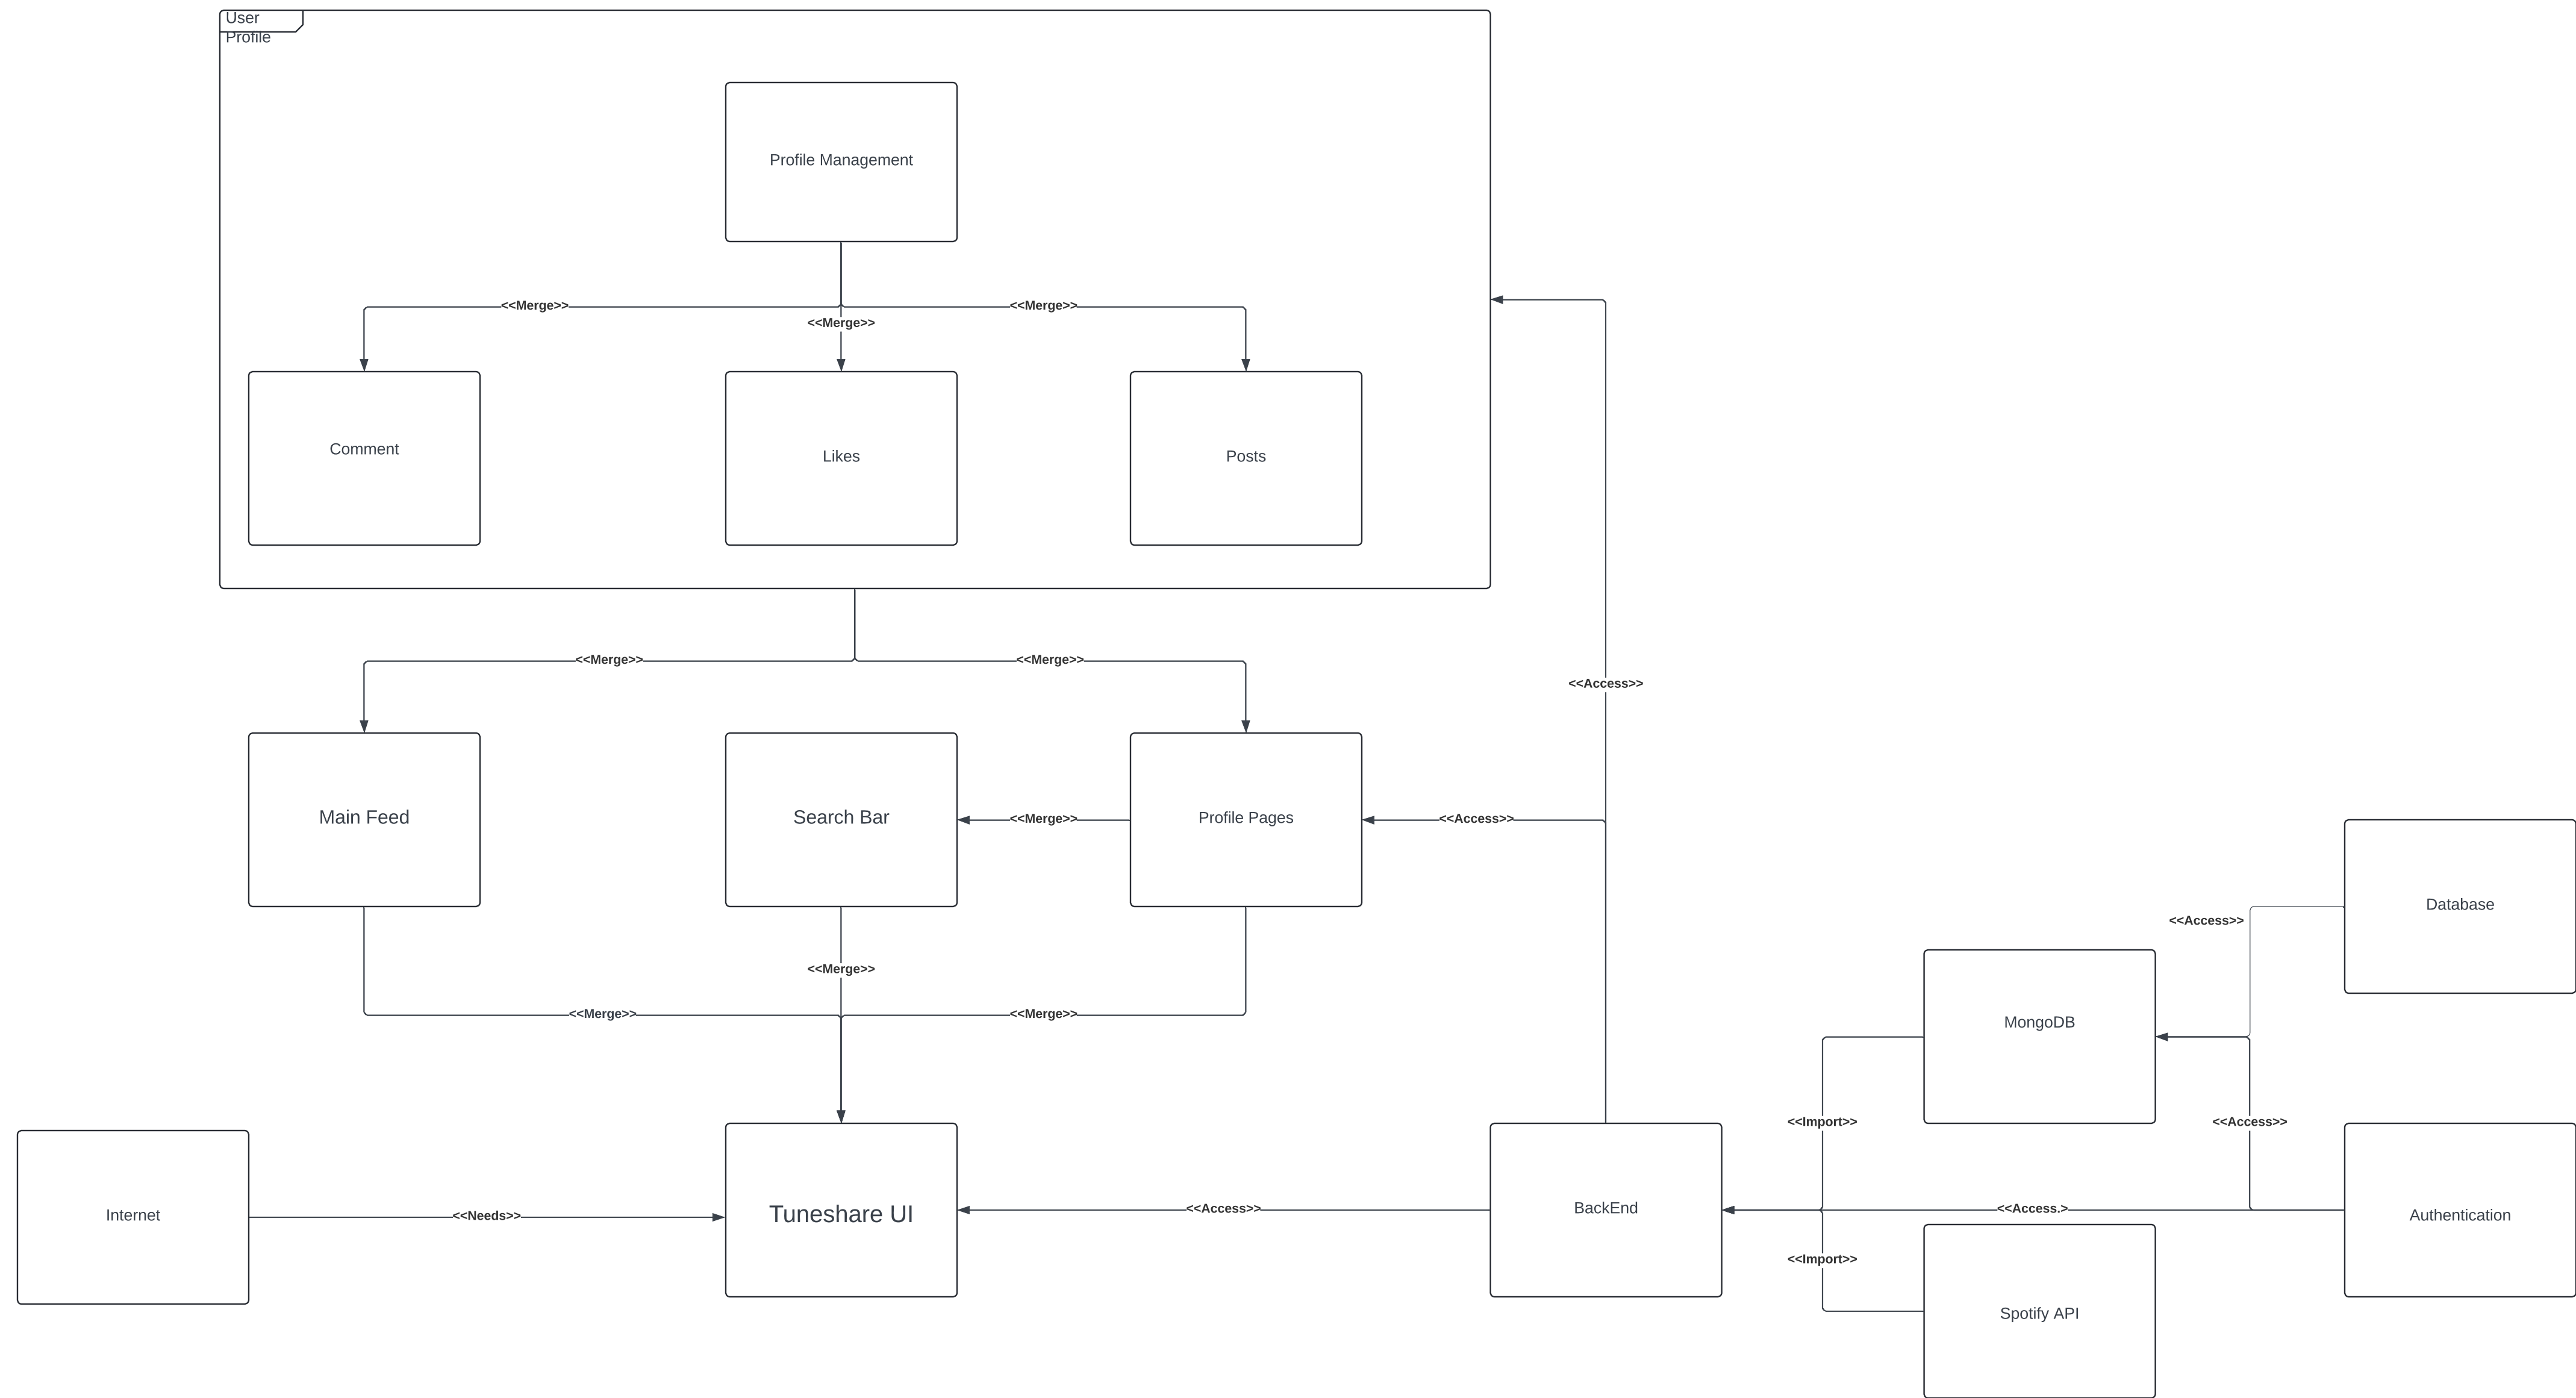 User
Profile
Profile Management
<<Merge>>
<<Merge>>
<<Merge>>
Comment
Likes
Posts
<<Merge>>
<<Merge>>
<<Access>>
Main Feed
Search Bar
<<Merge>>
Profile Pages
<<Access>>
Database
<<Access>>
<<Merge>>
<<Merge>>
<<Merge>>
MongoDB
<<Import>>
<<Access>>
Internet
<<Needs>>
Tuneshare UI
<<Access>>
BackEnd
<<Access.>
Authentication
<<Import>>
Spotify API